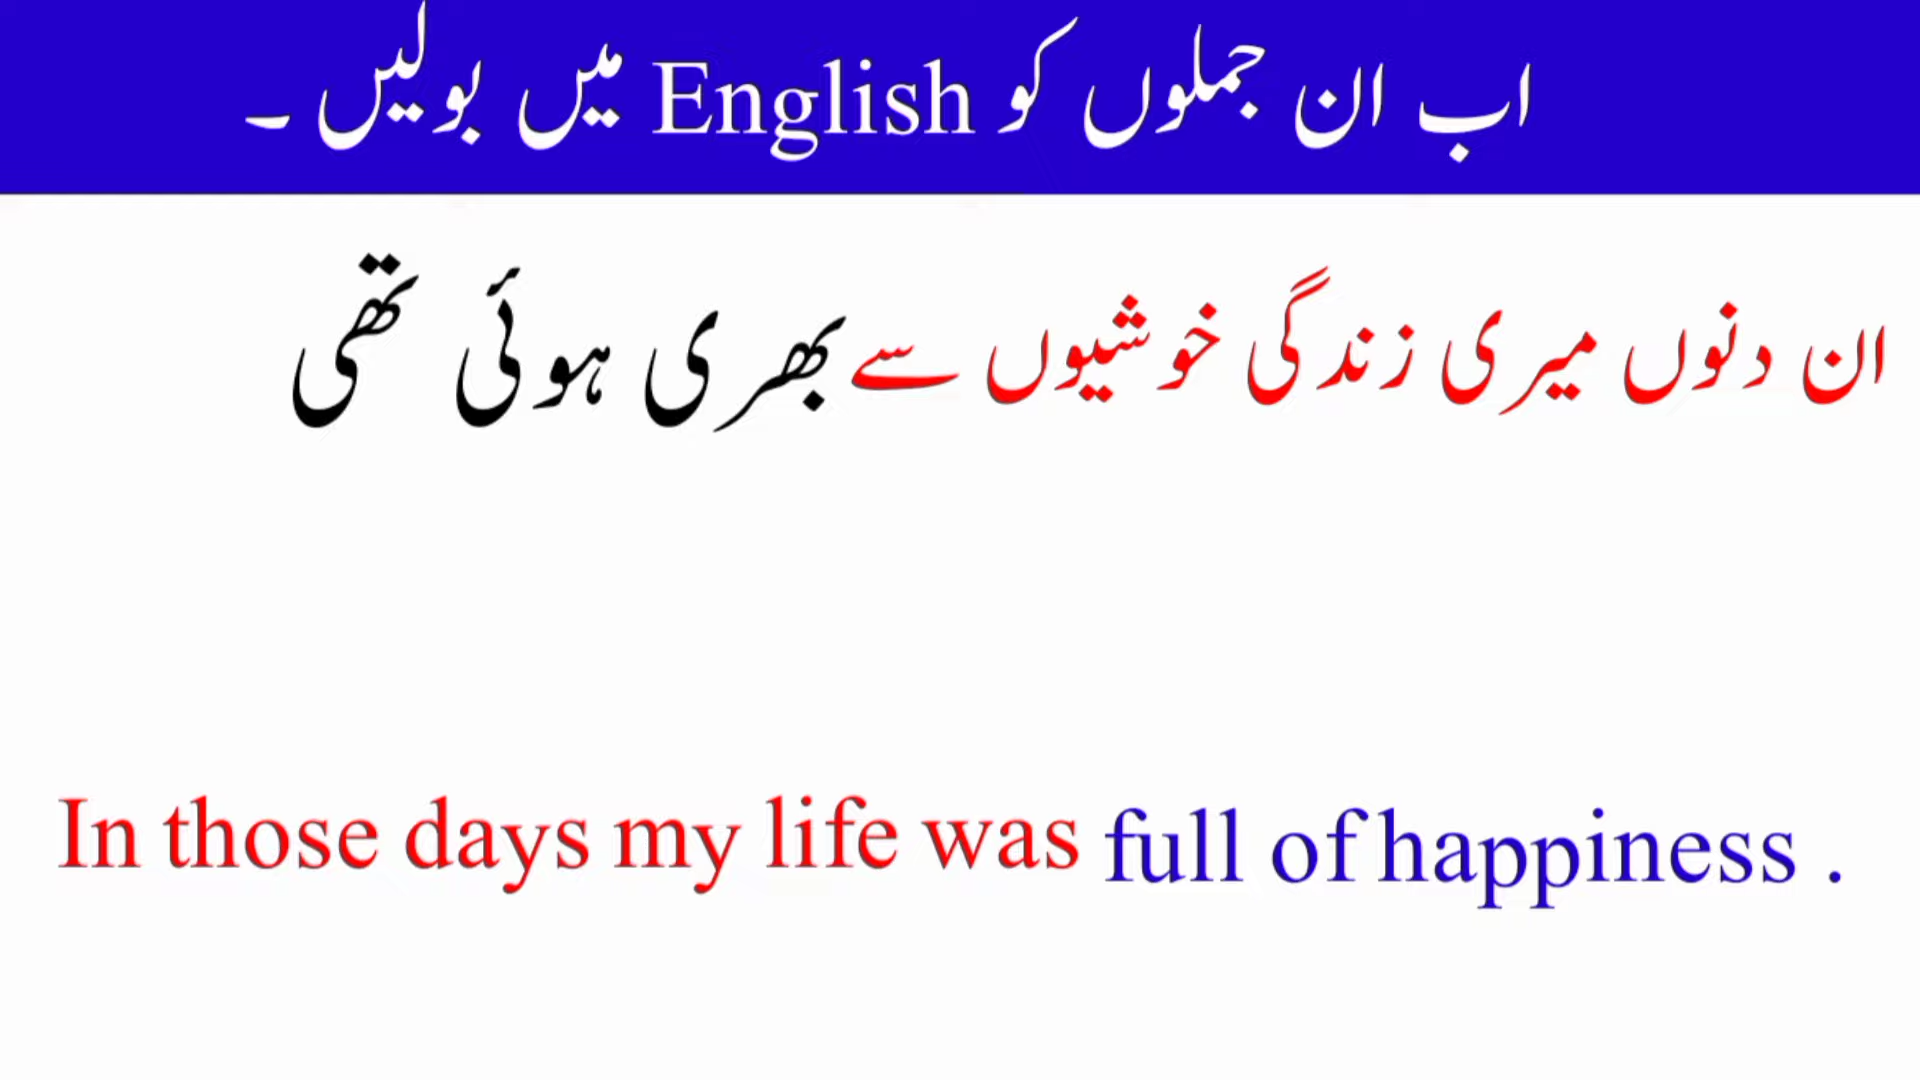 اب ان جملوں کو English میں بولیں ۔
ان دنوں میری زندگی خوشیوں سے بھری ہوئی تھی
In those days my life was full of happiness .